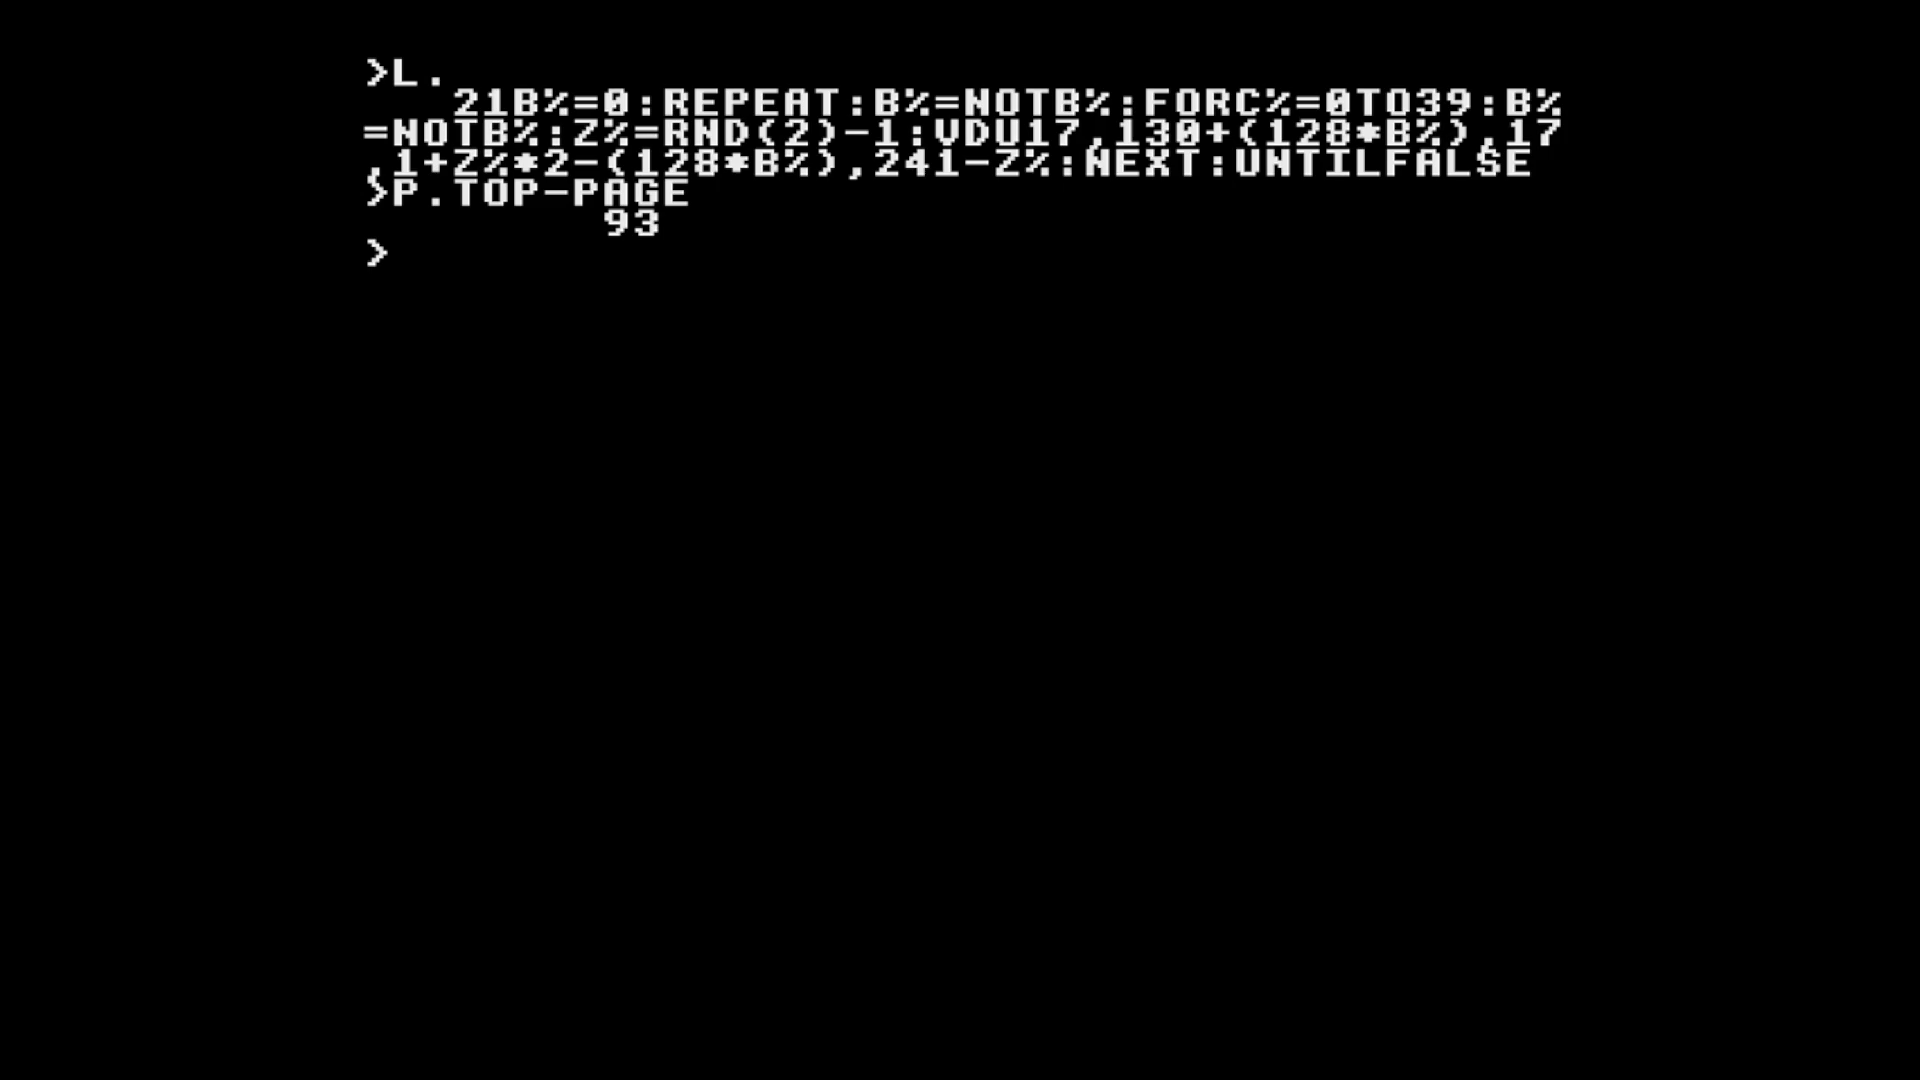 >L.
21B%=0:REPEAT:B%=NOTB%:FORC%=0TO39:B%
=NOTB%:Z%=RND(2)-1:VDU17,130+(128*B%),17
,1+Z%*2-(128*B%),241-Z%:NEXT:UNTILFALSE
>P.TOP-PAGE
93
>